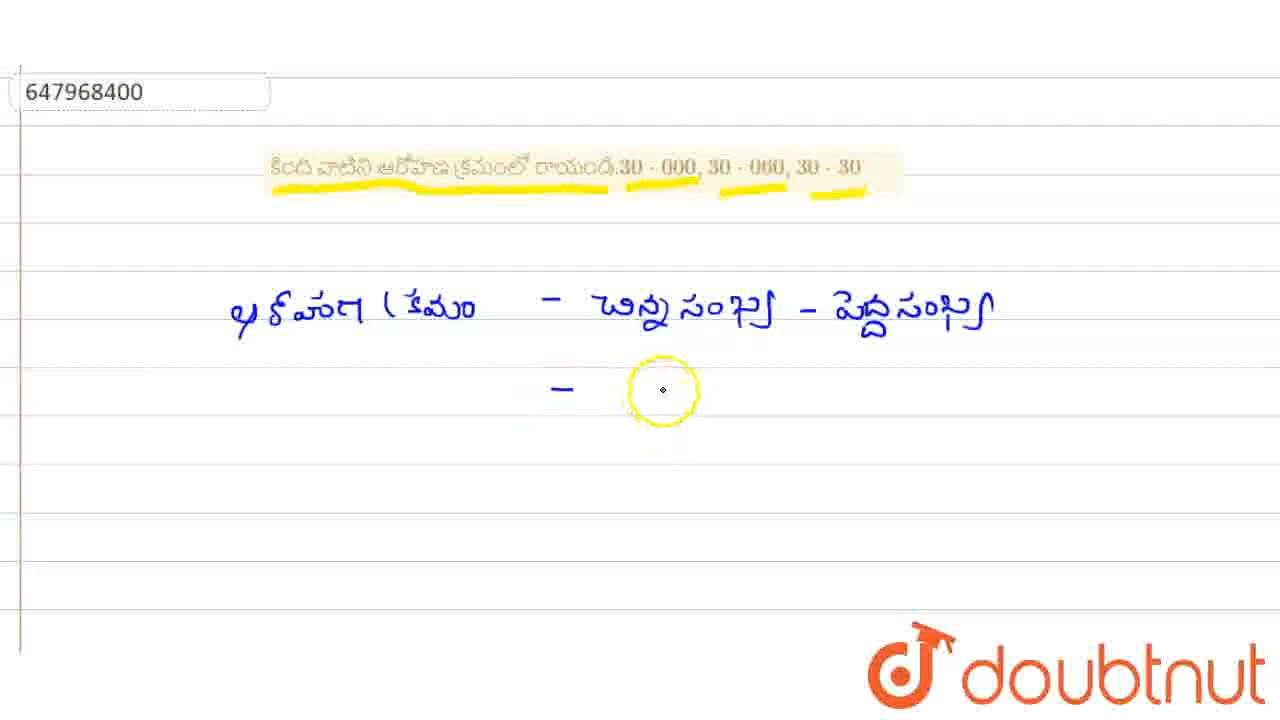 647968400
కింది వాటిని ఆరోహణ క్రమంలో రాయండి.30 · 000, 30 · 060, 30 · 30
ఆరోహణ క్రమం - చిన్న సంఖ్య - పెద్ద సంఖ్య
-
doubtnut